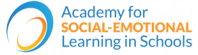 Academy for
SOCIAL-EMOTIONAL
Learning in Schools